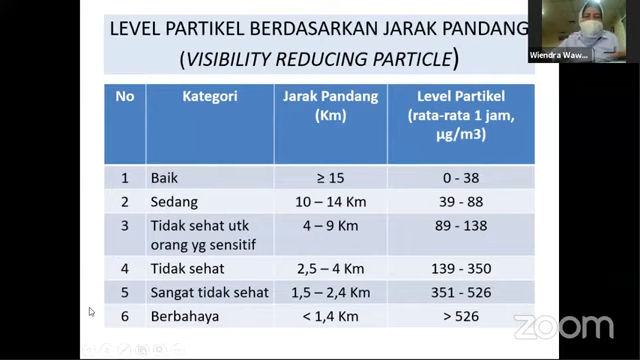 LEVEL PARTIKEL BERDASARKAN JARAK PANDANG
(VISIBILITY REDUCING PARTICLE)
No Kategori Jarak Pandang (Km) Level Partikel (rata-rata 1 jam, µg/m3)
1 Baik ≥ 15 0 - 38
2 Sedang 10 – 14 Km 39 - 88
3 Tidak sehat utk orang yg sensitif 4 – 9 Km 89 - 138
4 Tidak sehat 2,5 – 4 Km 139 - 350
5 Sangat tidak sehat 1,5 – 2,4 Km 351 - 526
6 Berbahaya < 1,4 Km > 526
Wiendra Waw...
zoom